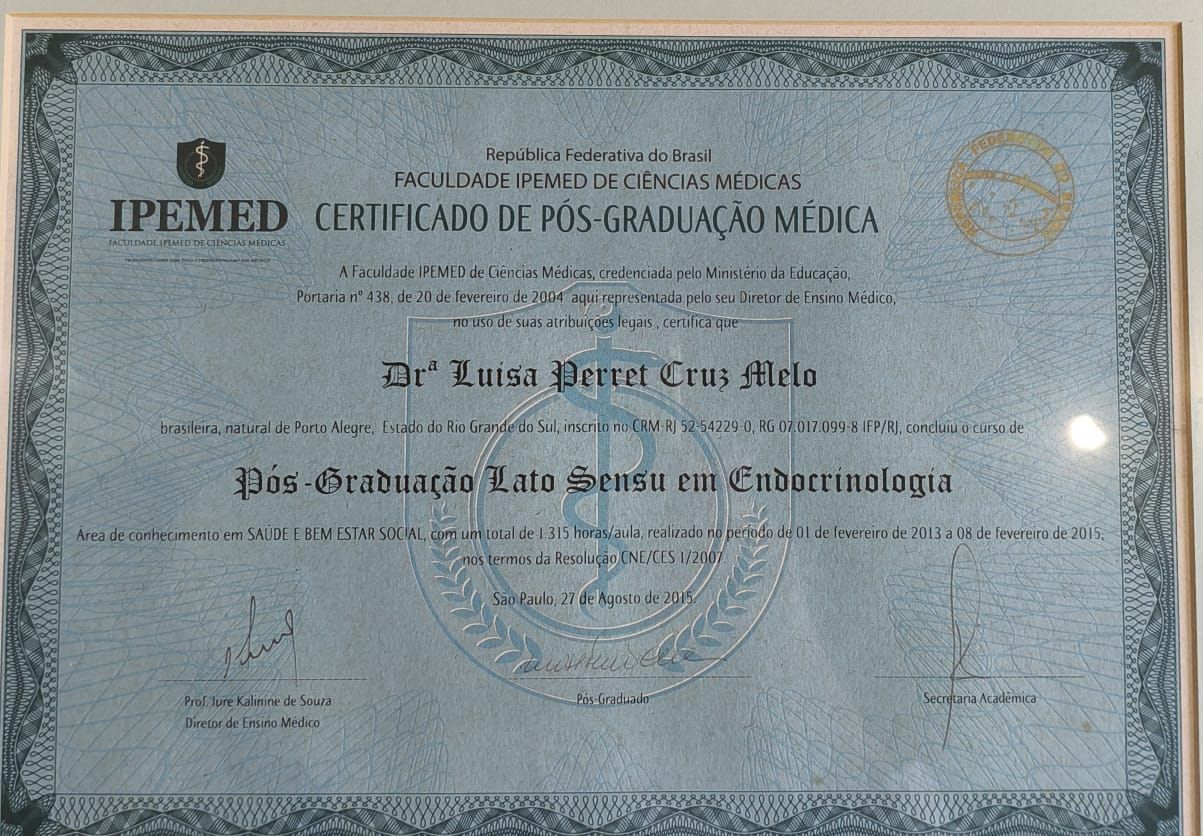 República Federativa do Brasil
FACULDADE IPEMED DE CIÊNCIAS MÉDICAS
IPEMED
FACULDADE IPEMED DE CIÊNCIAS MÉDICAS
CERTIFICADO DE PÓS-GRADUAÇÃO MÉDICA
A Faculdade IPEMED de Ciências Médicas, credenciada pelo Ministério da Educação,
Portaria nº 438, de 20 de fevereiro de 2004 aqui representada pelo seu Diretor de Ensino Médico,
no uso de suas atribuições legais , certifica que
Drª Luisa Perret Cruz Melo
brasileira, natural de Porto Alegre, Estado do Rio Grande do Sul, inscrito no CRM-RJ 52-54229-0, RG 07.017.099-8 IFP/RJ, concluiu o curso de
Pós-Graduação Lato Sensu em Endocrinologia
Área de conhecimento em SAÚDE E BEM ESTAR SOCIAL, com um total de 1.315 horas/aula, realizado no período de 01 de fevereiro de 2013 a 08 de fevereiro de 2015,
nos termos da Resolução CNE/CES 1/2007.
São Paulo, 27 de Agosto de 2015.
Prof. Iure Kalinine de Souza
Diretor de Ensino Médico
Pós-Graduado
Secretaria Acadêmica